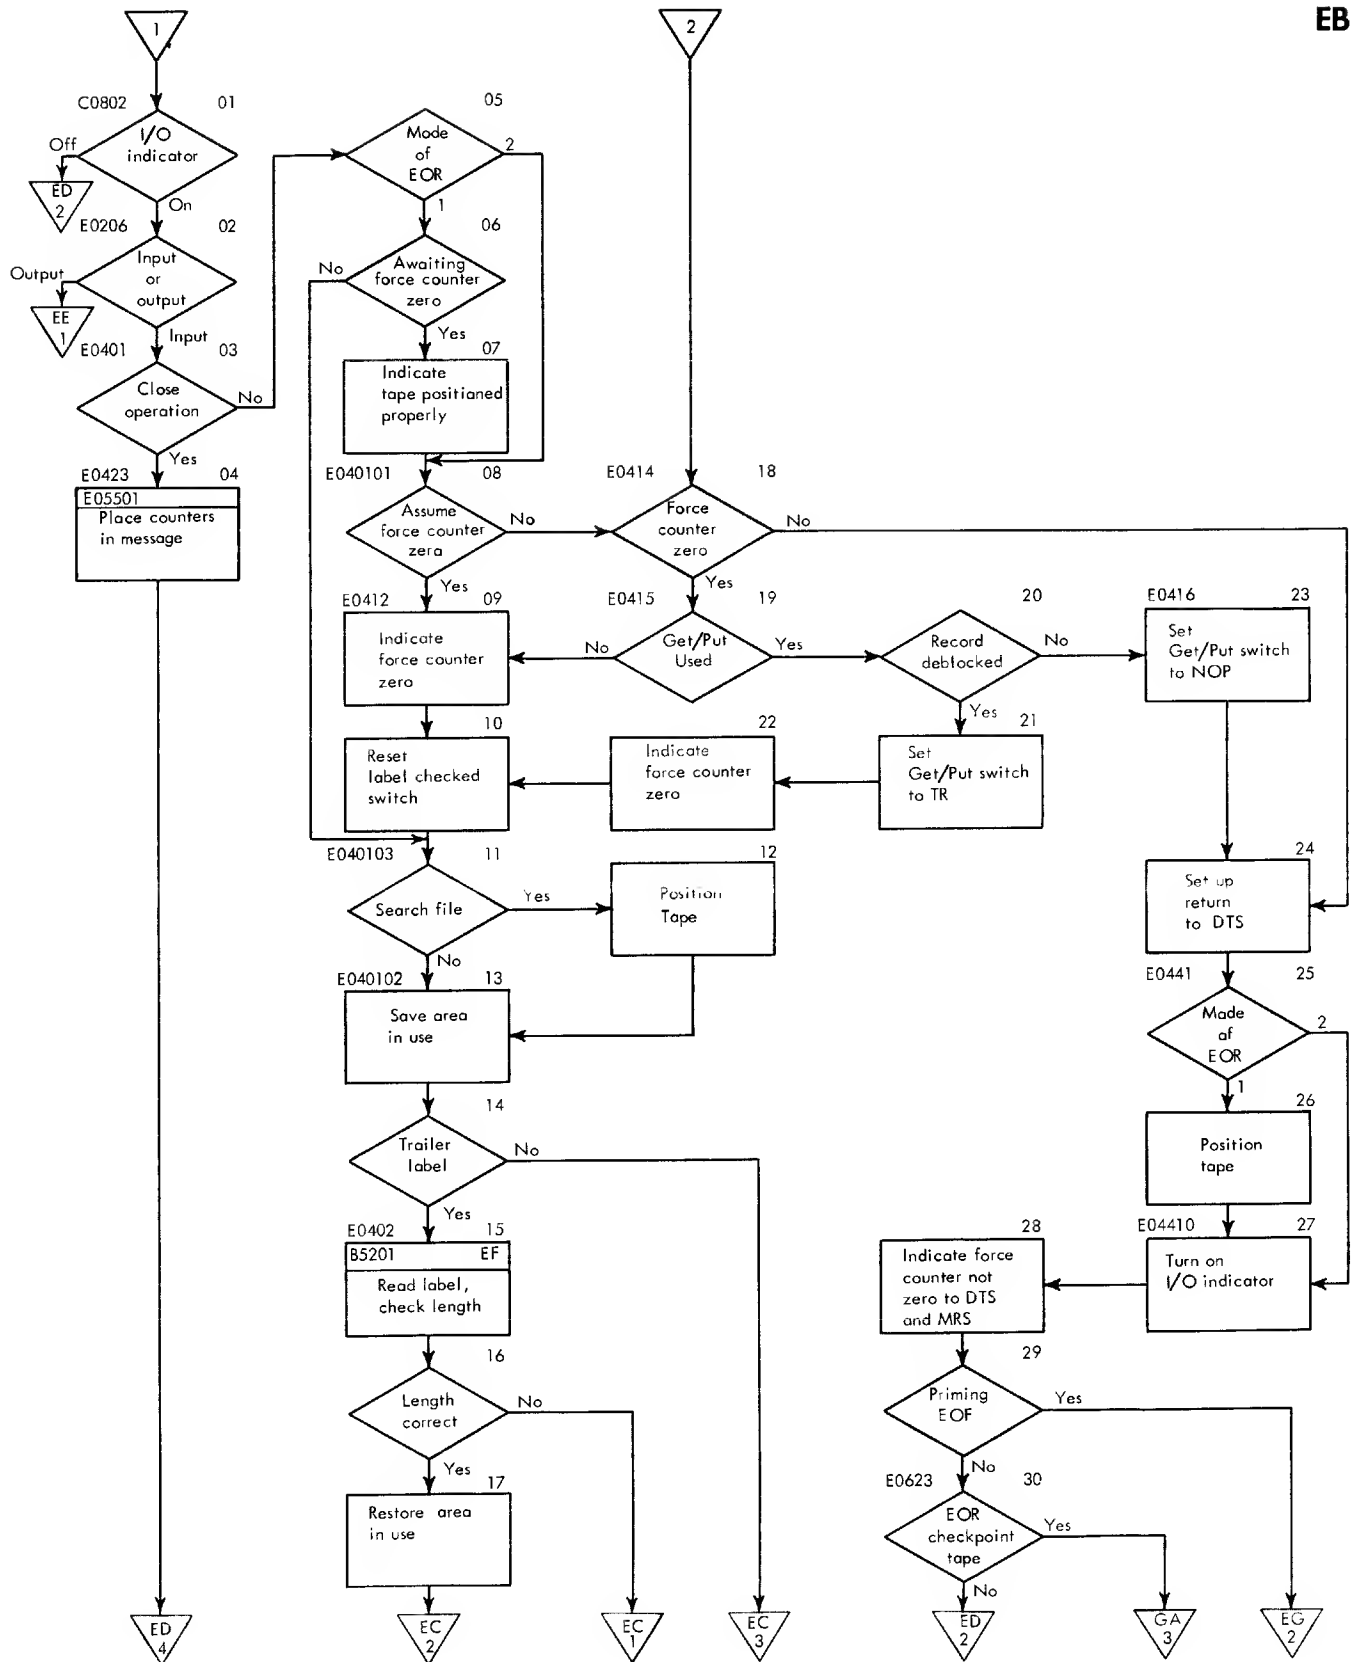 EB
1
C0802 01
I/O
indicator
Off
ED
2
On
E0206 02
Input
or
output
Output
EE
1
Input
E0401 03
Close
operation
No
Yes
E0423 04
E05501
Place counters
in message
ED
4
05
Mode
of
EOR
2
1
06
Awaiting
force counter
zero
No
Yes
07
Indicate
tape positianed
properly
E040101 08
Assume
force counter
zera
No
Yes
E0412 09
Indicate
force counter
zero
10
Reset
label checked
switch
E040103 11
Search file
Yes
No
12
Position
Tape
E040102 13
Save area
in use
14
Trailer
label
No
Yes
E0402 15
B5201 EF
Read label,
check length
16
Length
correct
No
Yes
17
Restore area
in use
EC
2
EC
1
EC
3
2
E0414 18
Force
counter
zero
No
Yes
E0415 19
Get/Put
Used
No
Yes
20
Record
deblocked
No
Yes
21
Set
Get/Put switch
to TR
22
Indicate
force counter
zero
E0416 23
Set
Get/Put switch
ta NOP
24
Set up
return
to DTS
E0441 25
Made
af
EOR
2
1
26
Position
tape
E04410 27
Turn on
I/O indicator
28
Indicate force
counter not
zero to DTS
and MRS
29
Priming
EOF
Yes
No
E0623 30
EOR
checkpoint
tape
Yes
No
ED
2
GA
3
EG
2